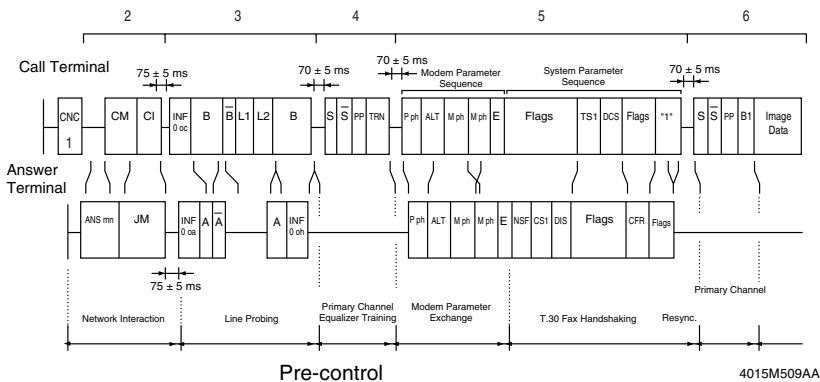 2 3 4 5 6
70 ± 5 ms
75 ± 5 ms 70 ± 5 ms Modem Parameter Sequence System Parameter Sequence 70 ± 5 ms
Call Terminal
CNC 1 CM CI INF 0 oc B B̅ L1 L2 B S S̅ PP TRN P ph ALT M ph M ph E Flags TS1 DCS Flags "1" S S̅ PP B1 Image Data
Answer Terminal
ANS mn JM INF 0 oa A A̅ A INF 0 oh P ph ALT M ph M ph E NSF CS1 DIS Flags CFR Flags
75 ± 5 ms
Network Interaction Line Probing Primary Channel Equalizer Training Modem Parameter Exchange T.30 Fax Handshaking Resync. Primary Channel
Pre-control
4015M509AA